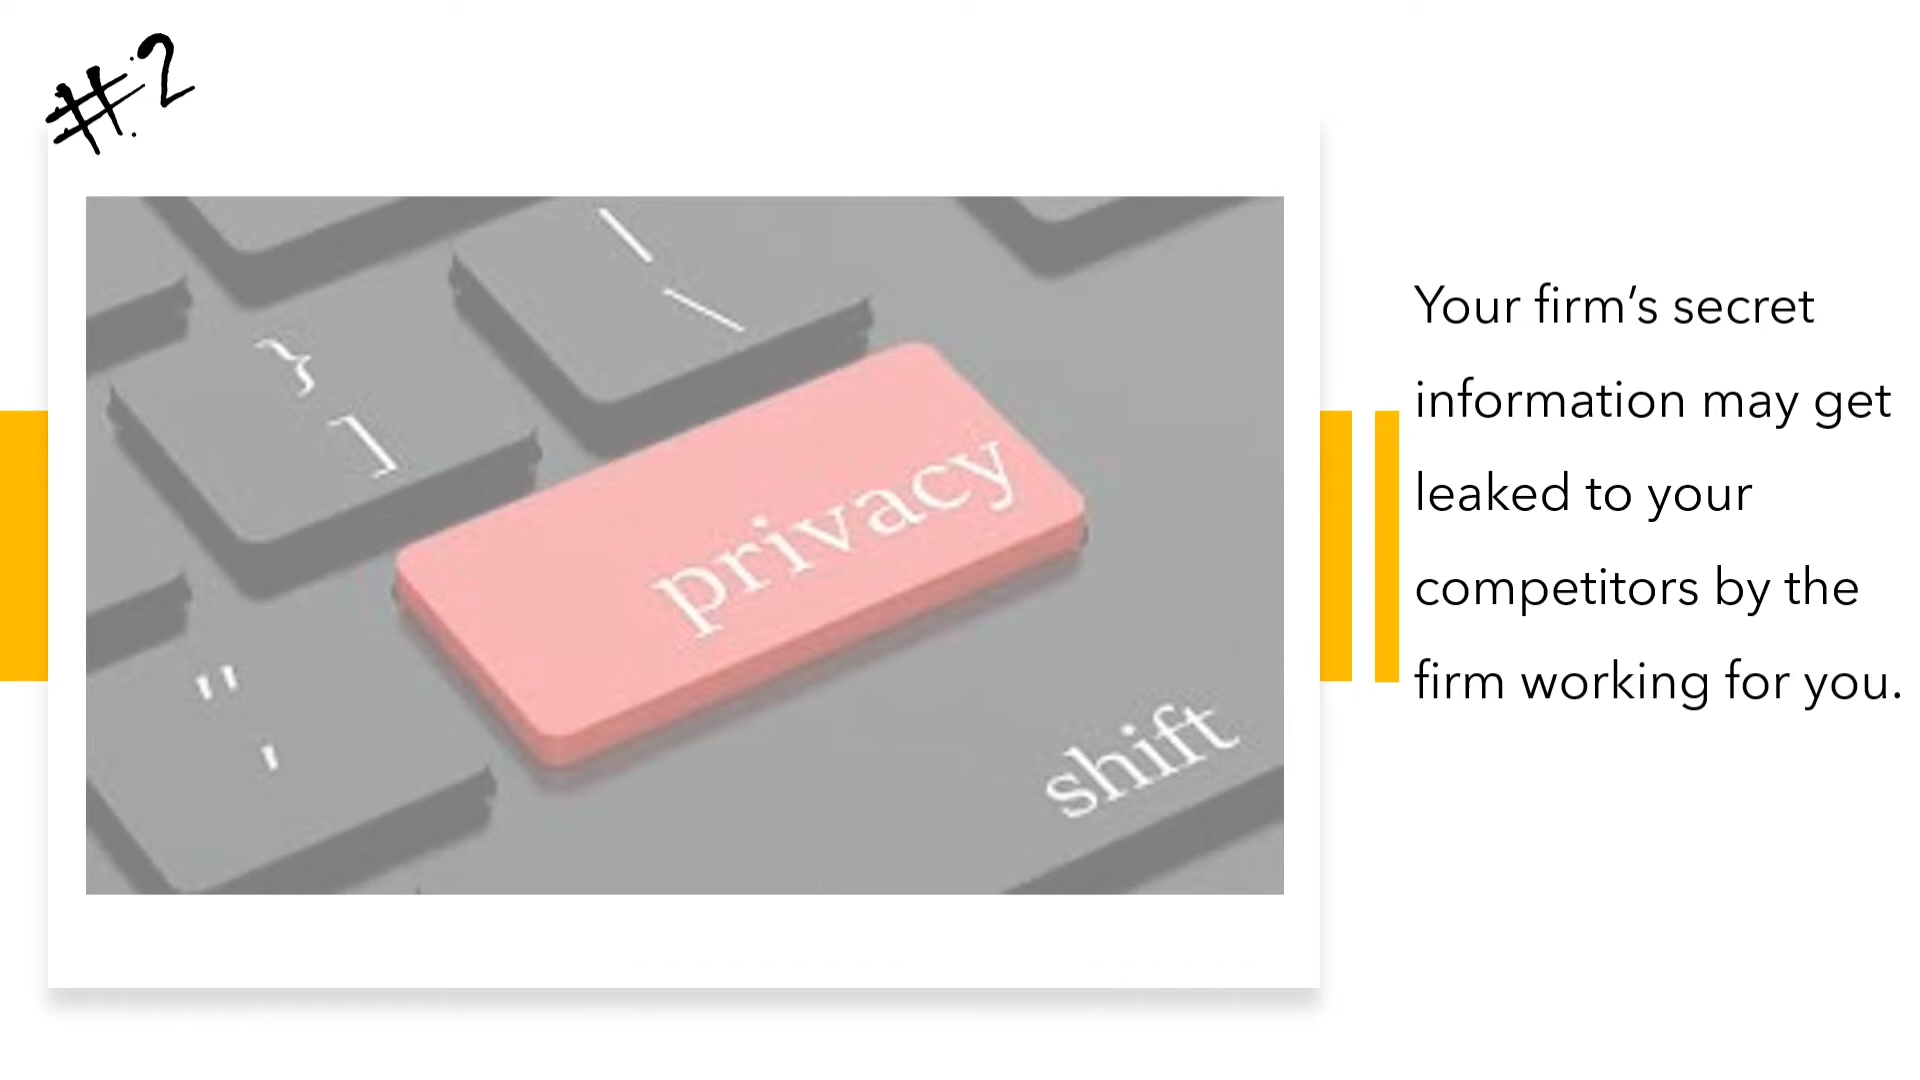 #2
|
\
}
]
privacy
"
'
shift
Your firm’s secret
information may get
leaked to your
competitors by the
firm working for you.